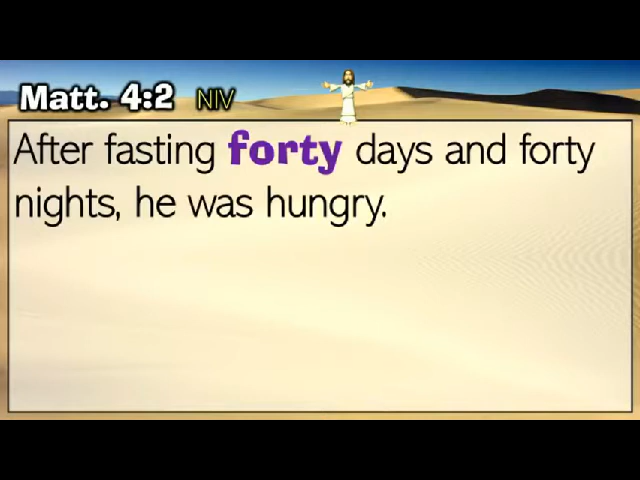 Matt. 4:2 NIV
After fasting forty days and forty
nights, he was hungry.